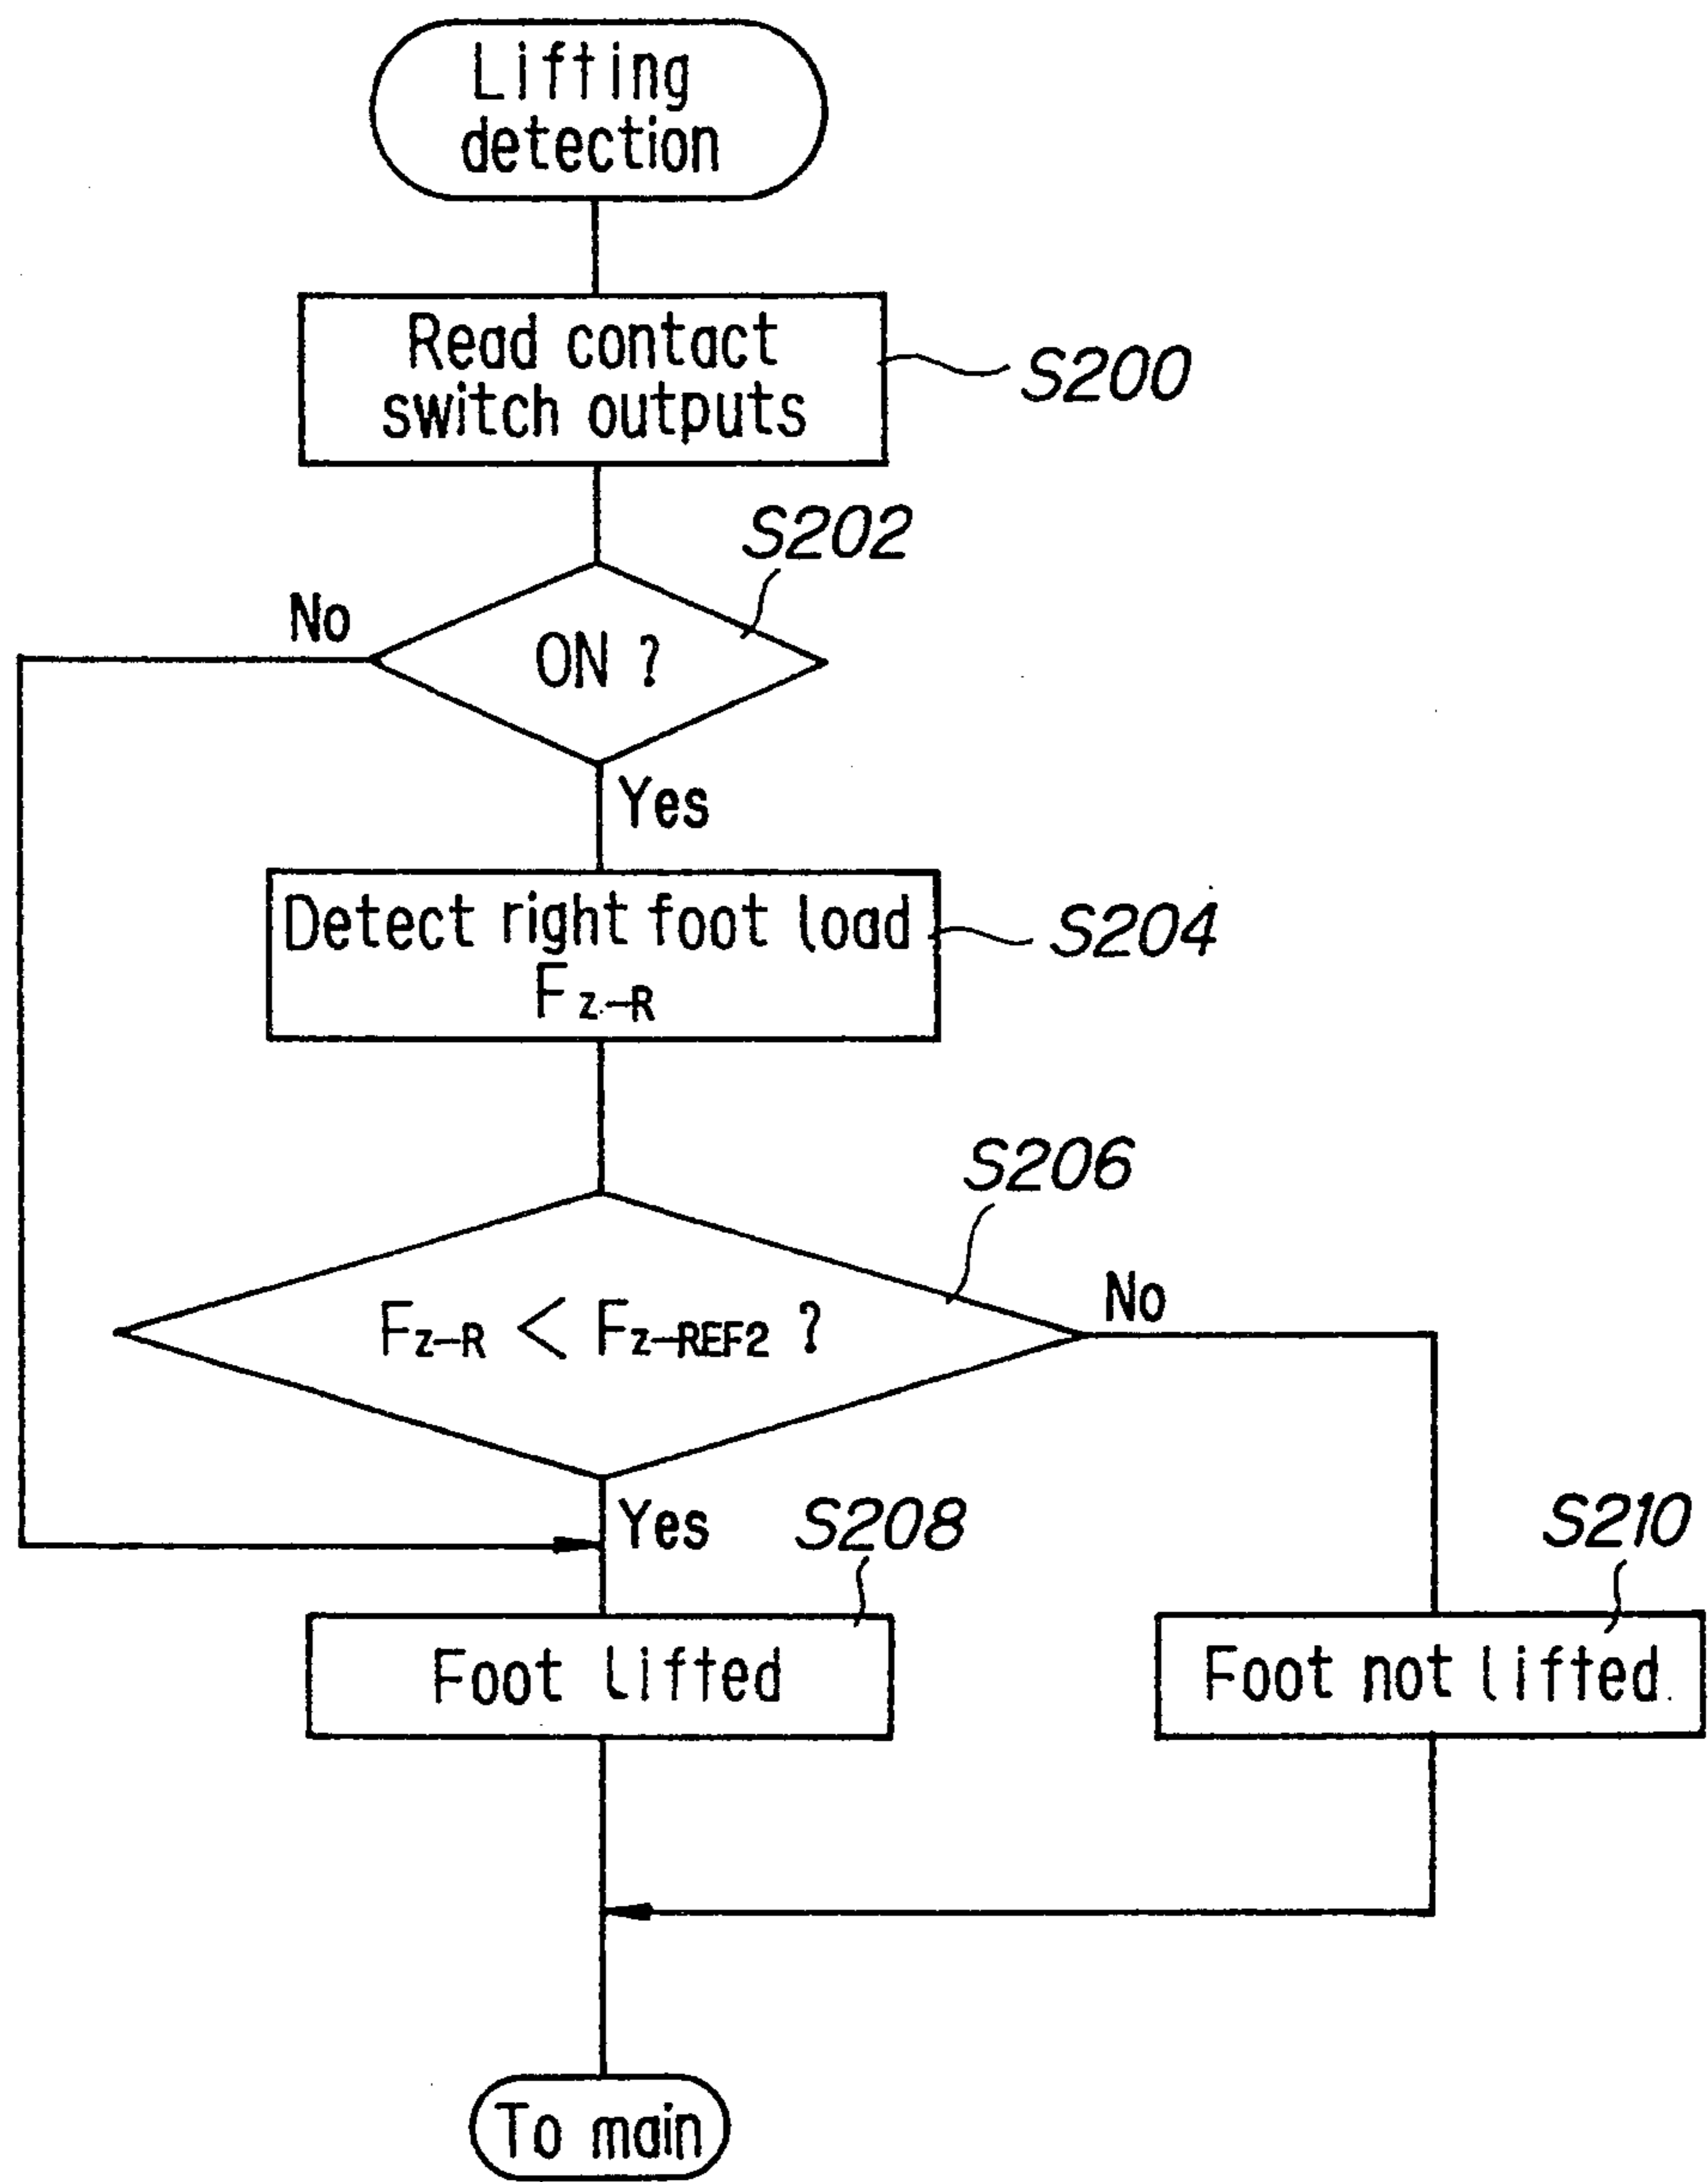 Lifting
detection
Read contact
switch outputs
S200
S202
No
ON ?
Yes
Detect right foot load
Fz-R
S204
S206
Fz-R < Fz-REF2 ?
No
Yes
S208
S210
Foot lifted
Foot not lifted
To main